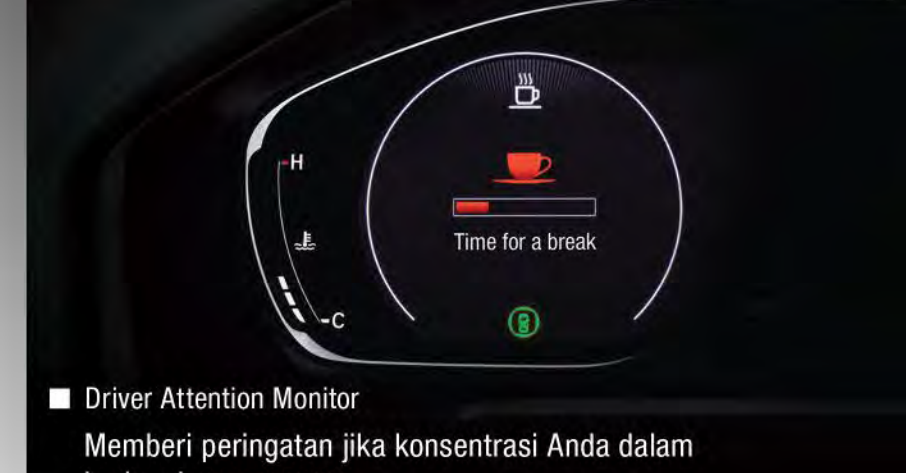 H
C
Time for a break
Driver Attention Monitor
Memberi peringatan jika konsentrasi Anda dalam